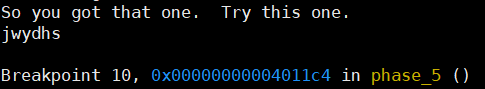 So you got that one.  Try this one.
jwydhs
Breakpoint 10, 0x00000000004011c4 in phase_5 ()